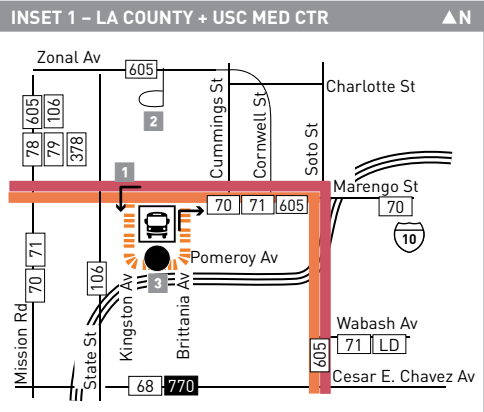 INSET 1 – LA COUNTY + USC MED CTR ▲N
Zonal Av
605
Charlotte St
Cummings St
Cornwell St
Soto St
605 106
78 79 378
2
1
Marengo St
70 71 605
70
10
Pomeroy Av
3
71
70
106
Mission Rd
State St
Kingston Av
Brittania Av
Wabash Av
71 LD
605
Cesar E. Chavez Av
68 770